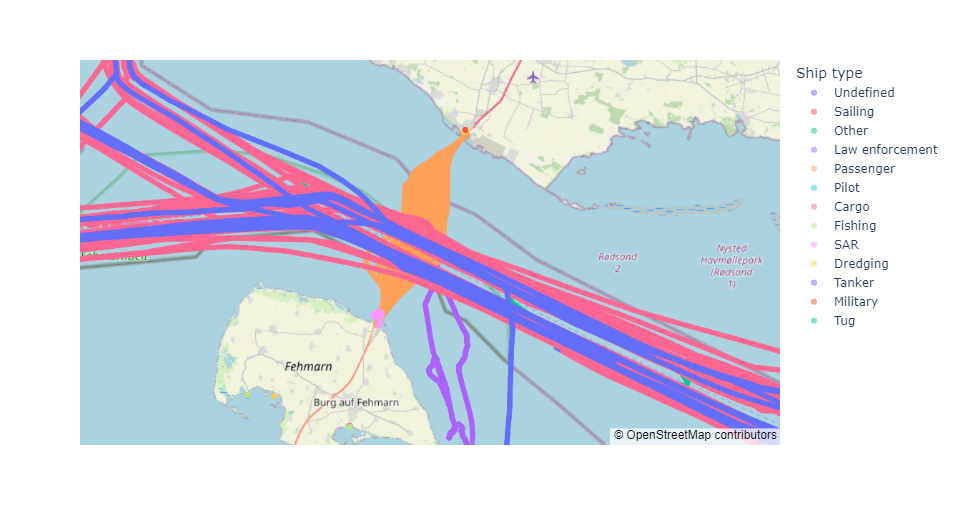 Ship type
Undefined
Sailing
Other
Law enforcement
Passenger
Pilot
Cargo
Fishing
SAR
Dredging
Tanker
Military
Tug
Rødsand
2
Nysted
Havmøllepark
(Rødsand
1)
Fehmarn
Burg auf Fehmarn
© OpenStreetMap contributors